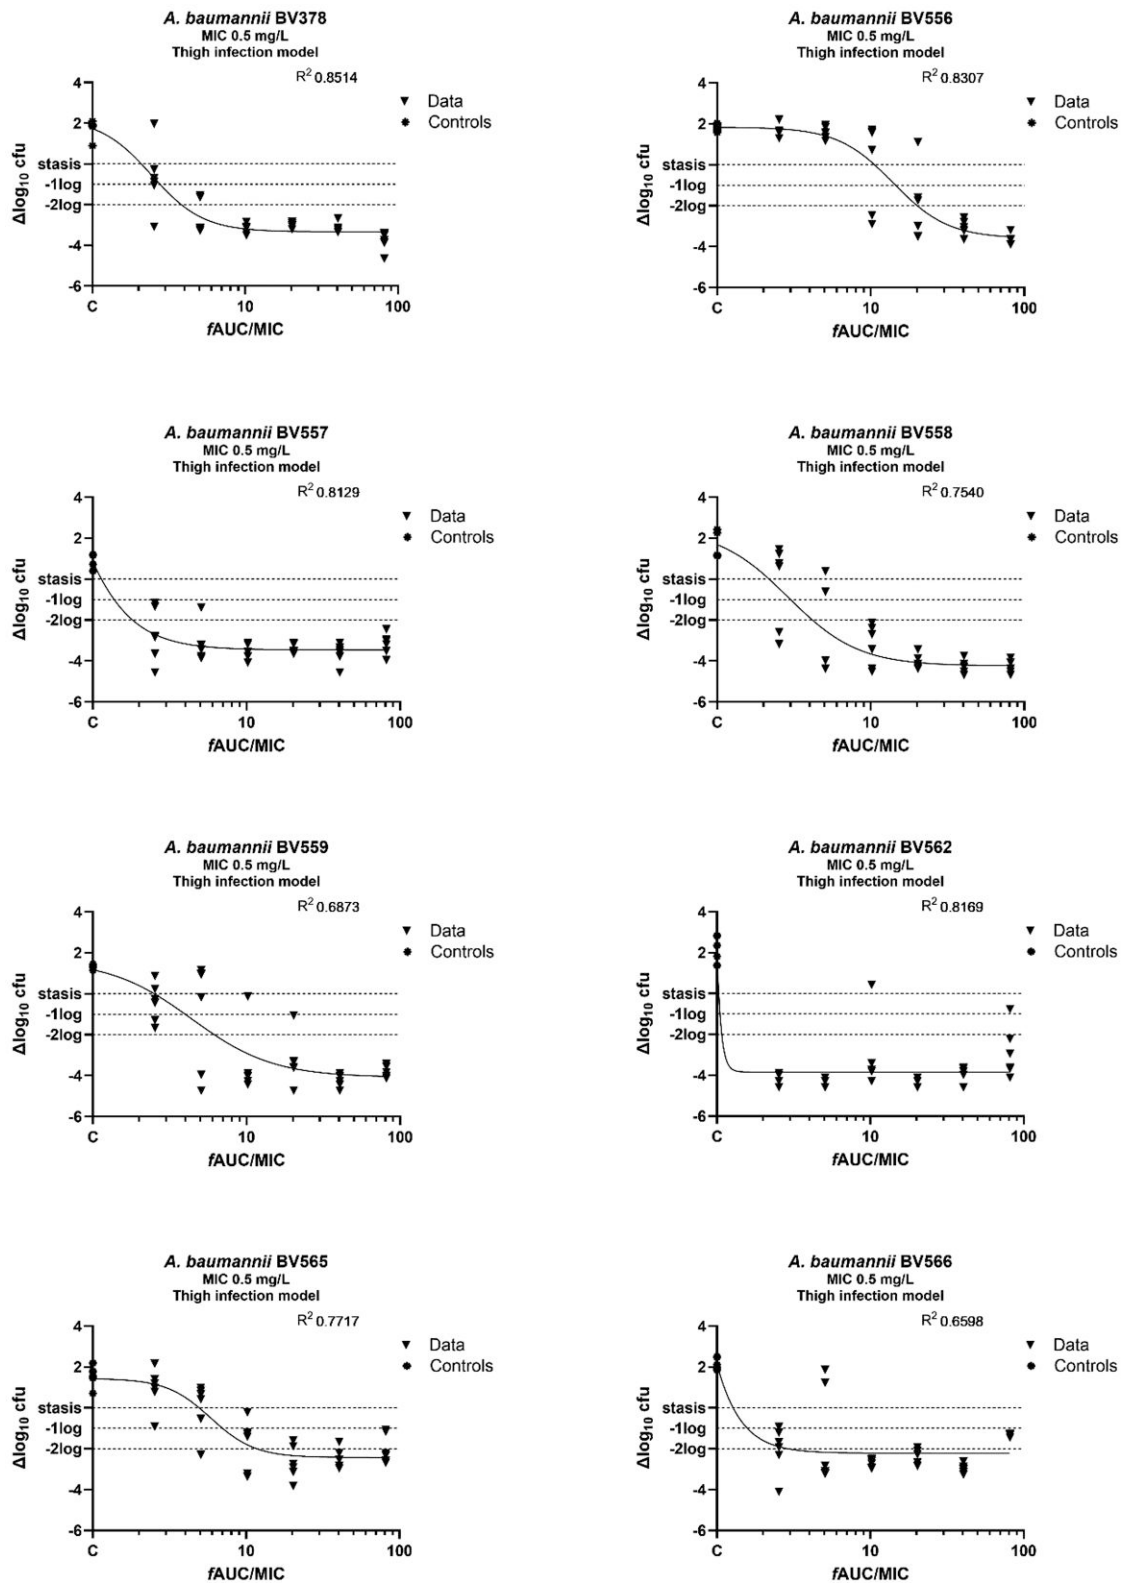 A. baumannii BV378
MIC 0.5 mg/L
Thigh infection model
R² 0.8514
Data
Controls
4
2
stasis
-1log
-2log
-4
-6
Δlog₁₀ cfu
C
10
100
fAUC/MIC
A. baumannii BV556
MIC 0.5 mg/L
Thigh infection model
R² 0.8307
Data
Controls
4
2
stasis
-1log
-2log
-4
-6
Δlog₁₀ cfu
C
10
100
fAUC/MIC
A. baumannii BV557
MIC 0.5 mg/L
Thigh infection model
R² 0.8129
Data
Controls
4
2
stasis
-1log
-2log
-4
-6
Δlog₁₀ cfu
C
10
100
fAUC/MIC
A. baumannii BV558
MIC 0.5 mg/L
Thigh infection model
R² 0.7540
Data
Controls
4
2
stasis
-1log
-2log
-4
-6
Δlog₁₀ cfu
C
10
100
fAUC/MIC
A. baumannii BV559
MIC 0.5 mg/L
Thigh infection model
R² 0.6873
Data
Controls
4
2
stasis
-1log
-2log
-4
-6
Δlog₁₀ cfu
C
10
100
fAUC/MIC
A. baumannii BV562
MIC 0.5 mg/L
Thigh infection model
R² 0.8169
Data
Controls
4
2
stasis
-1log
-2log
-4
-6
Δlog₁₀ cfu
C
10
100
fAUC/MIC
A. baumannii BV565
MIC 0.5 mg/L
Thigh infection model
R² 0.7717
Data
Controls
4
2
stasis
-1log
-2log
-4
-6
Δlog₁₀ cfu
C
10
100
fAUC/MIC
A. baumannii BV566
MIC 0.5 mg/L
Thigh infection model
R² 0.6598
Data
Controls
4
2
stasis
-1log
-2log
-4
-6
Δlog₁₀ cfu
C
10
100
fAUC/MIC